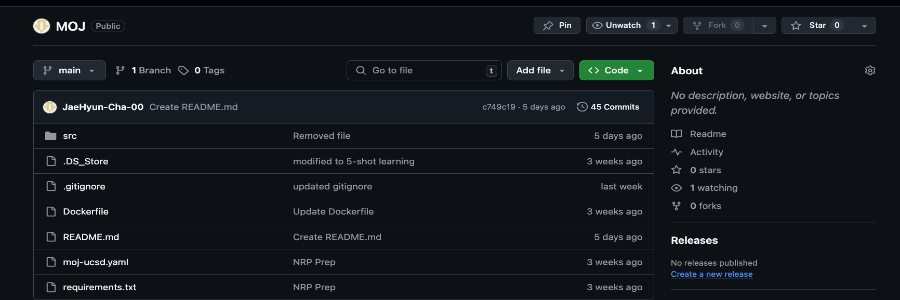 MOJ Public Pin Unwatch 1 Fork 0 Star 0
main 1 Branch 0 Tags Go to file t Add file Code
JaeHyun-Cha-00 Create README.md c749c19 · 5 days ago 45 Commits
src Removed file 5 days ago
.DS_Store modified to 5-shot learning 3 weeks ago
.gitignore updated gitignore last week
Dockerfile Update Dockerfile 3 weeks ago
README.md Create README.md 5 days ago
moj-ucsd.yaml NRP Prep 3 weeks ago
requirements.txt NRP Prep 3 weeks ago
About
No description, website, or topics
provided.
Readme
Activity
0 stars
1 watching
0 forks
Releases
No releases published
Create a new release